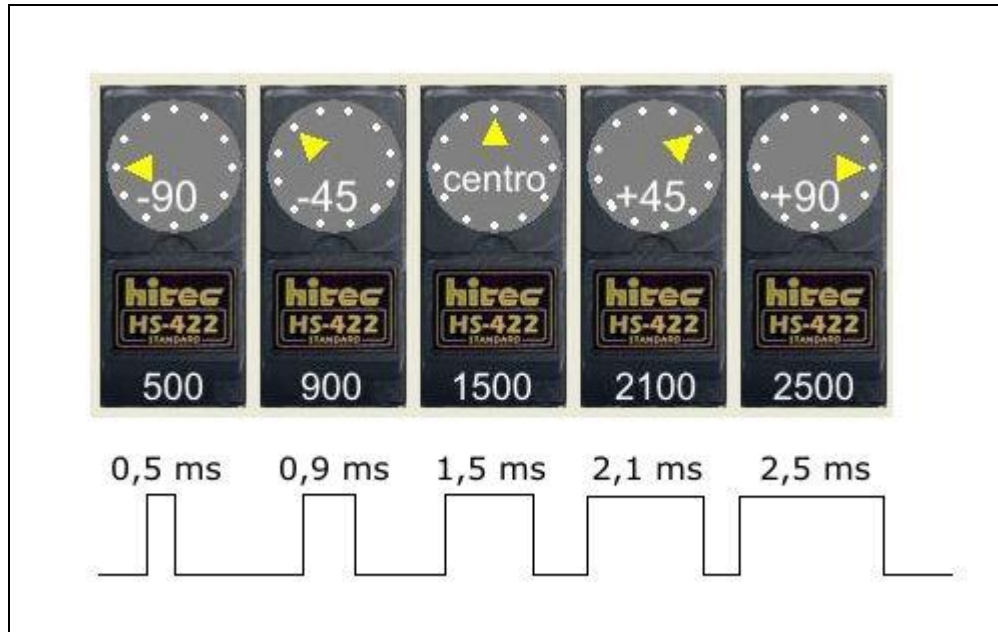 -90 -45 centro +45 +90
hitec hitec hitec hitec hitec
HS-422 HS-422 HS-422 HS-422 HS-422
STANDARD STANDARD STANDARD STANDARD STANDARD
500 900 1500 2100 2500
0,5 ms 0,9 ms 1,5 ms 2,1 ms 2,5 ms